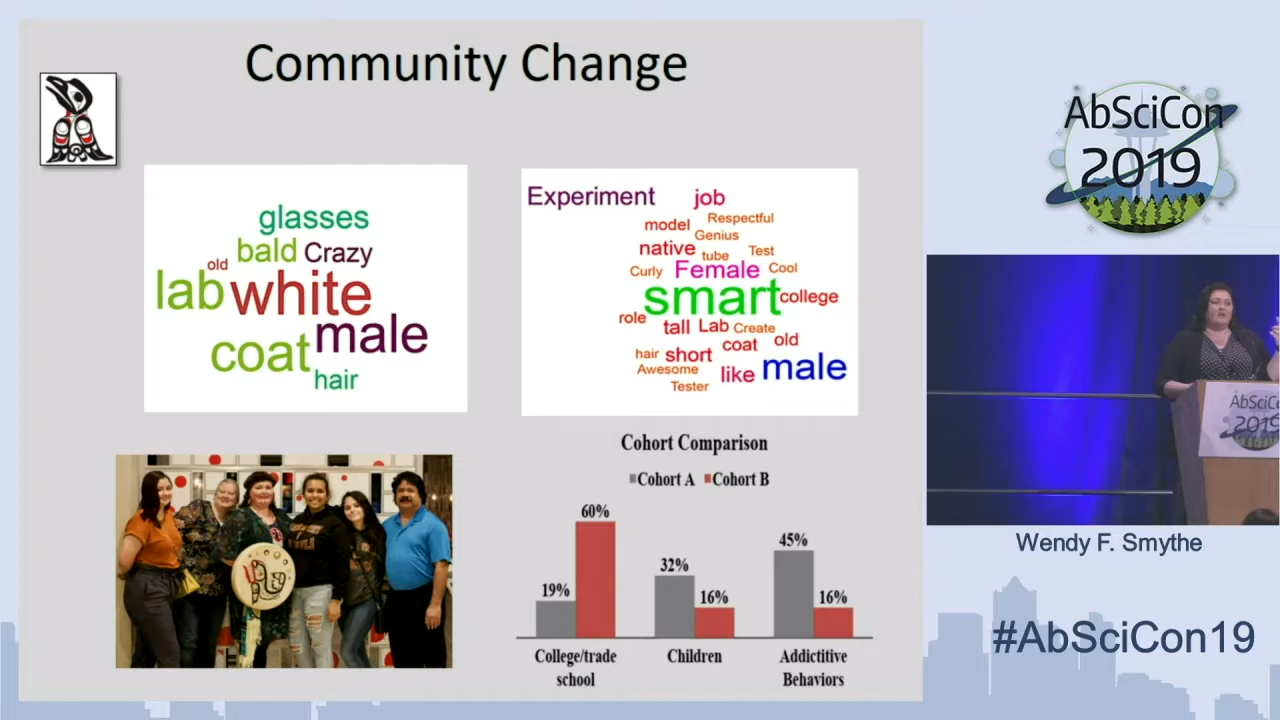 Community Change
glasses
bald Crazy
old
lab white
male
coat
hair
Experiment
job
model
Respectful
Genius
native
tube
Test
Curly
Female
Cool
smart
college
role
tall
Lab
Create
coat
old
hair
short
Awesome
like
male
Tester
Cohort Comparison
Cohort A Cohort B
60%
19%
32%
16%
45%
16%
College/trade
school
Children
Addictitive
Behaviors
AbSciCon
2019
AbSciC
2019
Wendy F. Smythe
#AbSciCon19